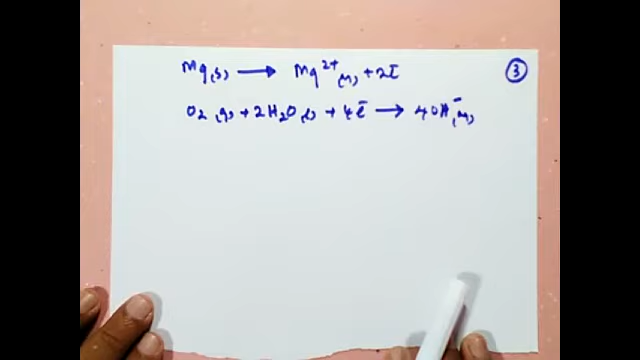 Mg(s) ⟶ Mg²⁺(aq) + 2ē
③
O₂(g) + 2H₂O(l) + 4ē ⟶ 4OH⁻(aq)